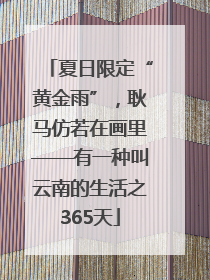 「夏日限定“
黄金雨”，耿
马仿若在画里
——有一种叫
云南的生活之
365天」